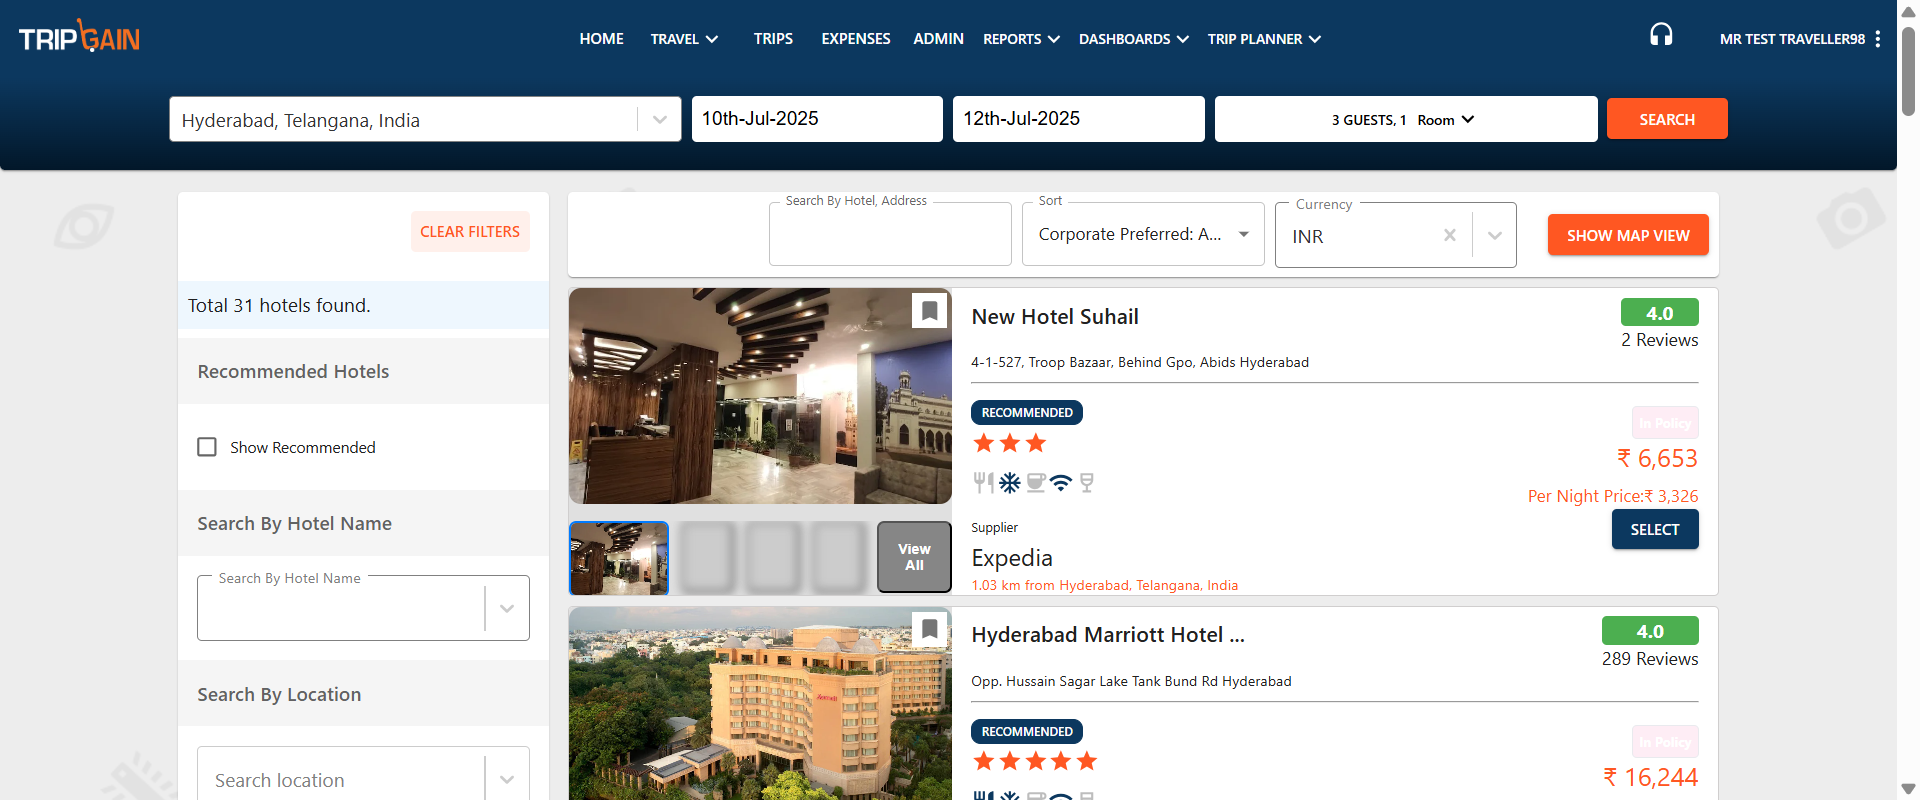 TRIPGAIN
HOME TRAVEL TRIPS EXPENSES ADMIN REPORTS DASHBOARDS TRIP PLANNER
MR TEST TRAVELLER98
Hyderabad, Telangana, India
10th-Jul-2025
12th-Jul-2025
3 GUESTS, 1 Room
SEARCH
CLEAR FILTERS
Total 31 hotels found.
Recommended Hotels
Show Recommended
Search By Hotel Name
Search By Hotel Name
Search By Location
Search location
Search By Hotel, Address
Sort
Corporate Preferred: A...
Currency
INR
SHOW MAP VIEW
View
All
New Hotel Suhail
4-1-527, Troop Bazaar, Behind Gpo, Abids Hyderabad
RECOMMENDED
Supplier
Expedia
1.03 km from Hyderabad, Telangana, India
4.0
2 Reviews
In Policy
₹ 6,653
Per Night Price:₹ 3,326
SELECT
Marriott
Hyderabad Marriott Hotel ...
Opp. Hussain Sagar Lake Tank Bund Rd Hyderabad
RECOMMENDED
4.0
289 Reviews
In Policy
₹ 16,244